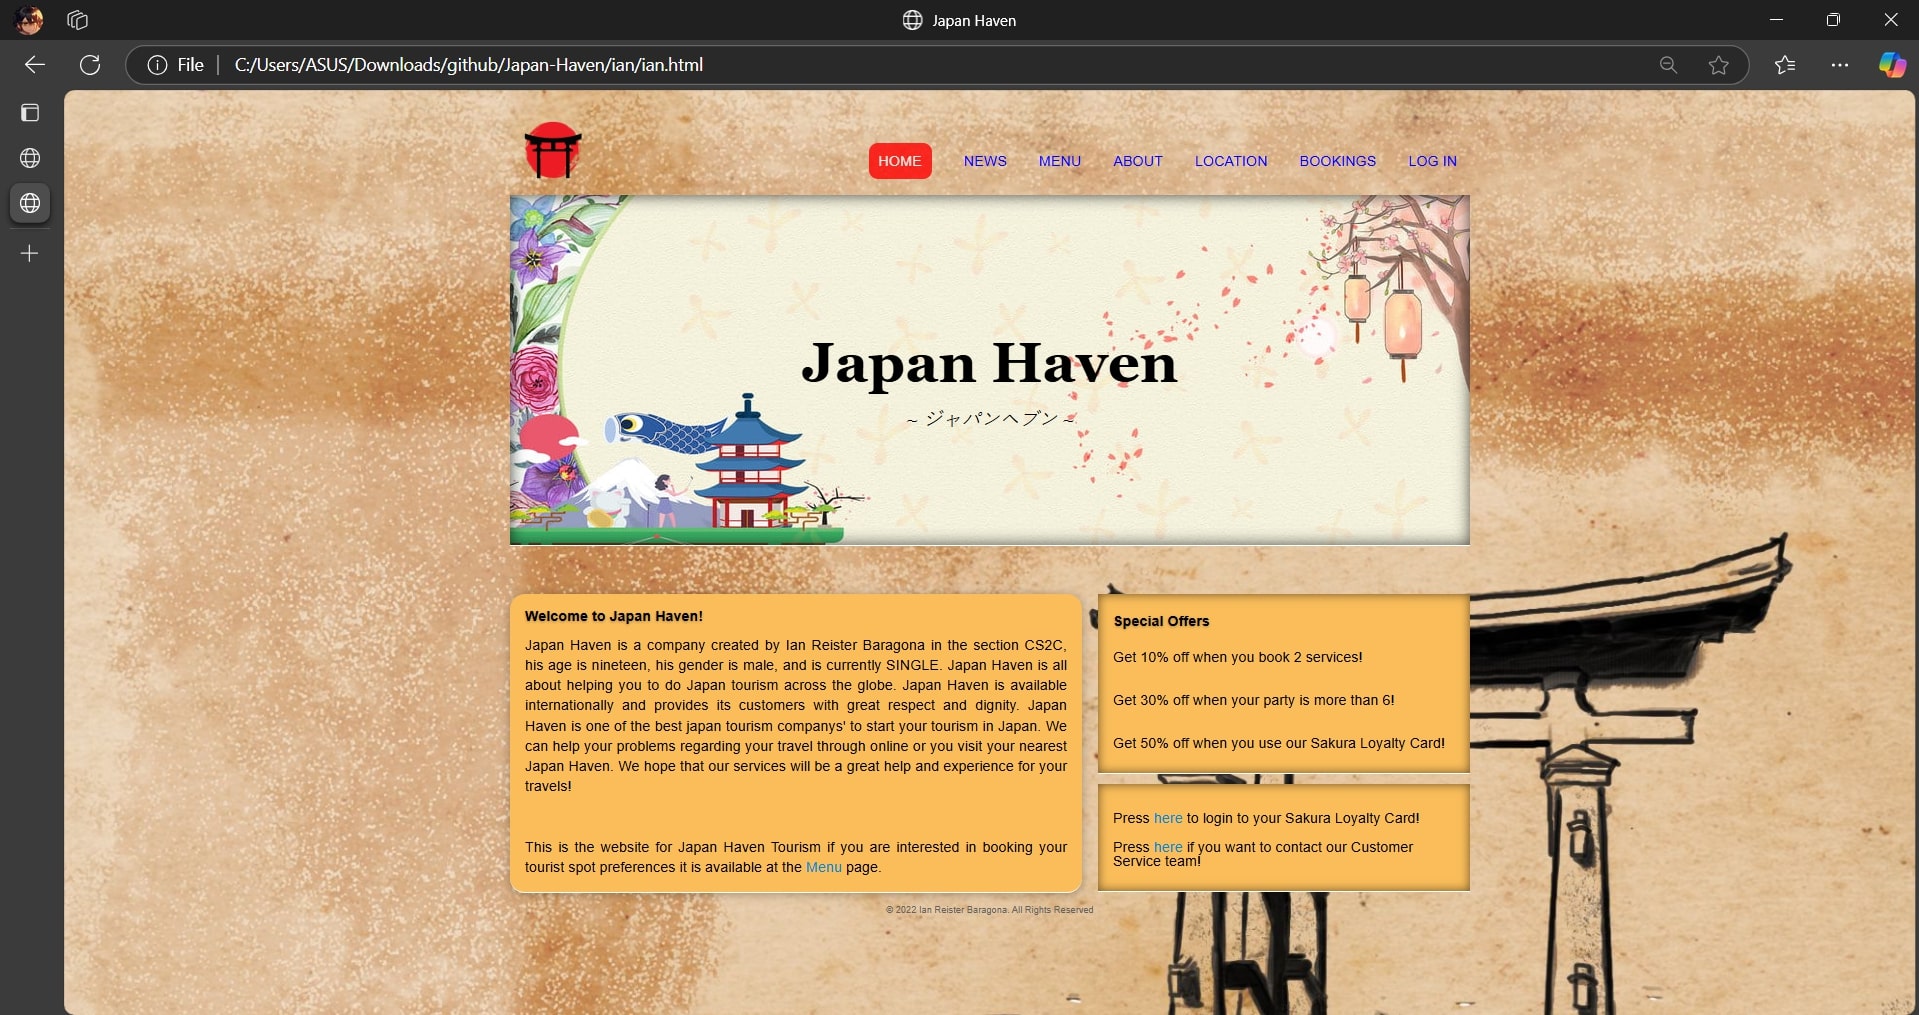 Japan Haven
File
C:/Users/ASUS/Downloads/github/Japan-Haven/ian/ian.html
HOME NEWS MENU ABOUT LOCATION BOOKINGS LOG IN
Japan Haven
~ ジャパンヘブン ~
Welcome to Japan Haven!
Japan Haven is a company created by Ian Reister Baragona in the section CS2C,
his age is nineteen, his gender is male, and is currently SINGLE. Japan Haven is all
about helping you to do Japan tourism across the globe. Japan Haven is available
internationally and provides its customers with great respect and dignity. Japan
Haven is one of the best japan tourism companys' to start your tourism in Japan. We
can help your problems regarding your travel through online or you visit your nearest
Japan Haven. We hope that our services will be a great help and experience for your
travels!
This is the website for Japan Haven Tourism if you are interested in booking your
tourist spot preferences it is available at the Menu page.
Special Offers
Get 10% off when you book 2 services!
Get 30% off when your party is more than 6!
Get 50% off when you use our Sakura Loyalty Card!
Press here to login to your Sakura Loyalty Card!
Press here if you want to contact our Customer
Service team!
© 2022 Ian Reister Baragona. All Rights Reserved